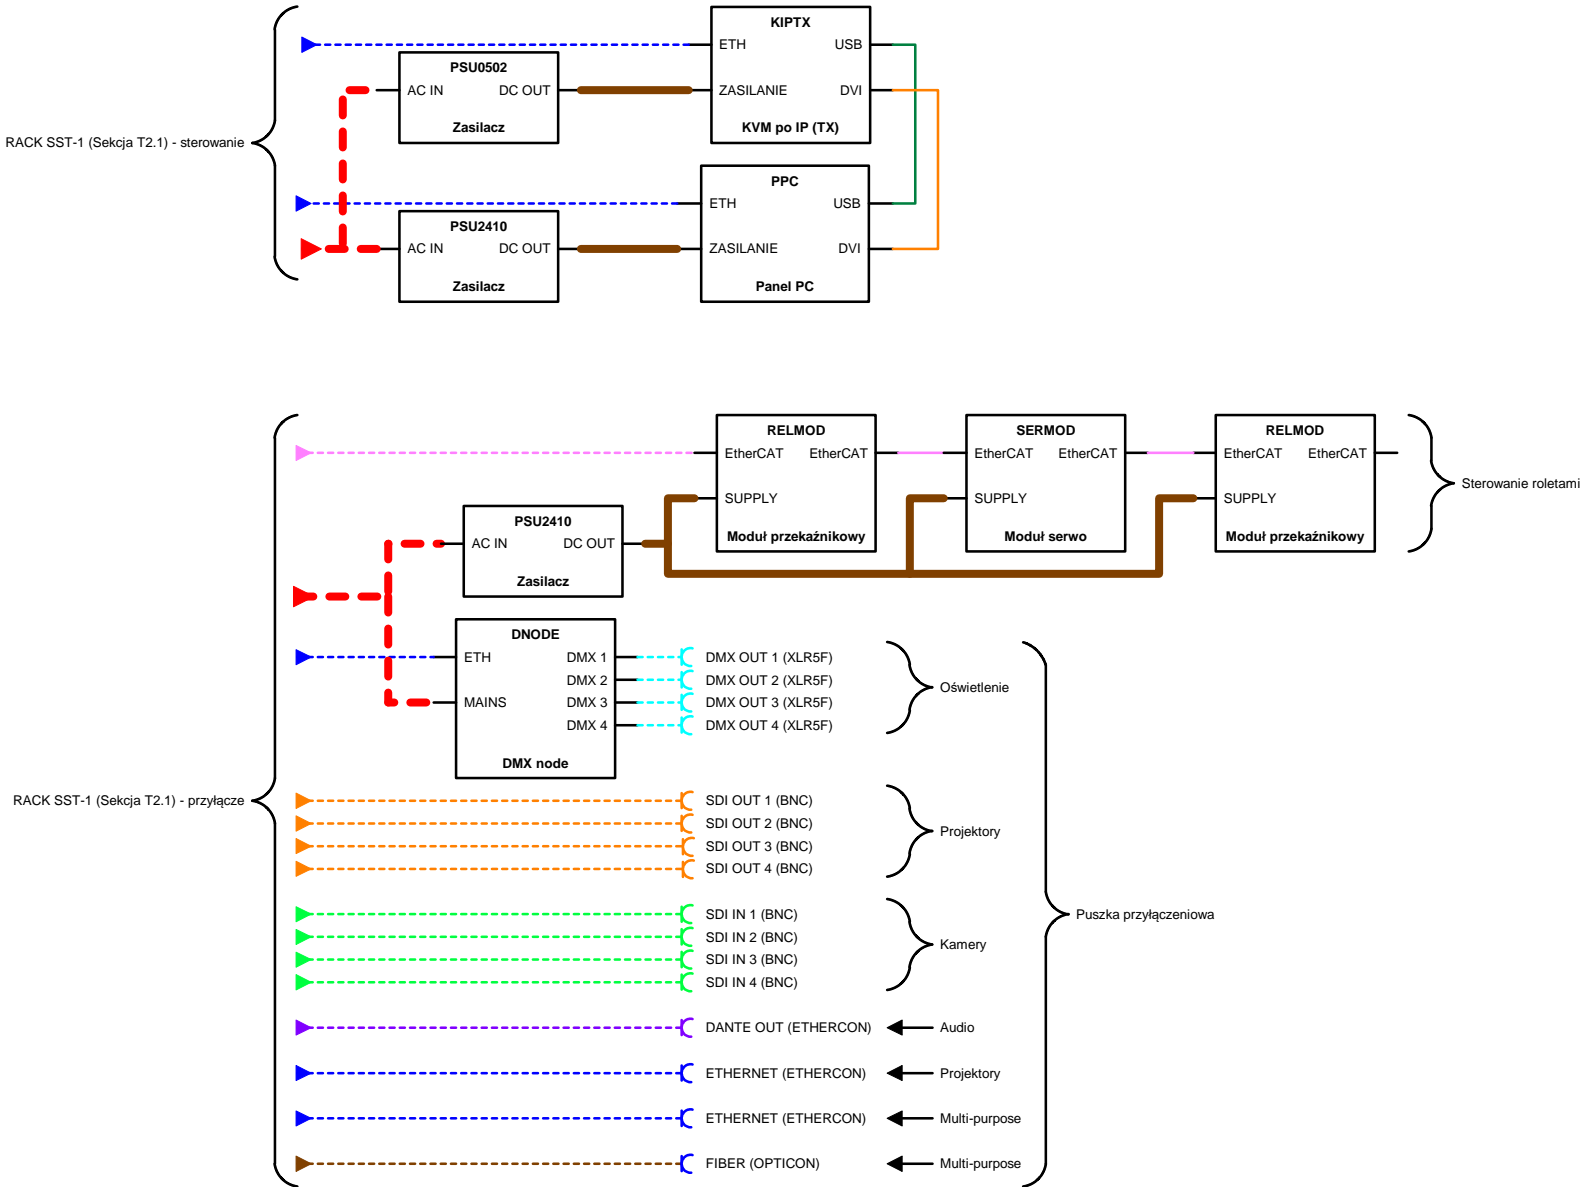 KIPTX
ETH USB
PSU0502
AC IN DC OUT
ZASILANIE DVI
Zasilacz
KVM po IP (TX)
RACK SST-1 (Sekcja T2.1) - sterowanie
PPC
ETH USB
PSU2410
AC IN DC OUT
ZASILANIE DVI
Zasilacz
Panel PC
RELMOD
EtherCAT EtherCAT
SUPPLY
Moduł przekaźnikowy
SERMOD
EtherCAT EtherCAT
SUPPLY
Moduł serwo
RELMOD
EtherCAT EtherCAT
SUPPLY
Moduł przekaźnikowy
Sterowanie roletami
PSU2410
AC IN DC OUT
Zasilacz
DNODE
ETH DMX 1
DMX 2
MAINS DMX 3
DMX 4
DMX node
DMX OUT 1 (XLR5F)
DMX OUT 2 (XLR5F)
DMX OUT 3 (XLR5F)
DMX OUT 4 (XLR5F)
Oświetlenie
RACK SST-1 (Sekcja T2.1) - przyłącze
SDI OUT 1 (BNC)
SDI OUT 2 (BNC)
SDI OUT 3 (BNC)
SDI OUT 4 (BNC)
Projektory
SDI IN 1 (BNC)
SDI IN 2 (BNC)
SDI IN 3 (BNC)
SDI IN 4 (BNC)
Kamery
Puszka przyłączeniowa
DANTE OUT (ETHERCON) Audio
ETHERNET (ETHERCON) Projektory
ETHERNET (ETHERCON) Multi-purpose
FIBER (OPTICON) Multi-purpose